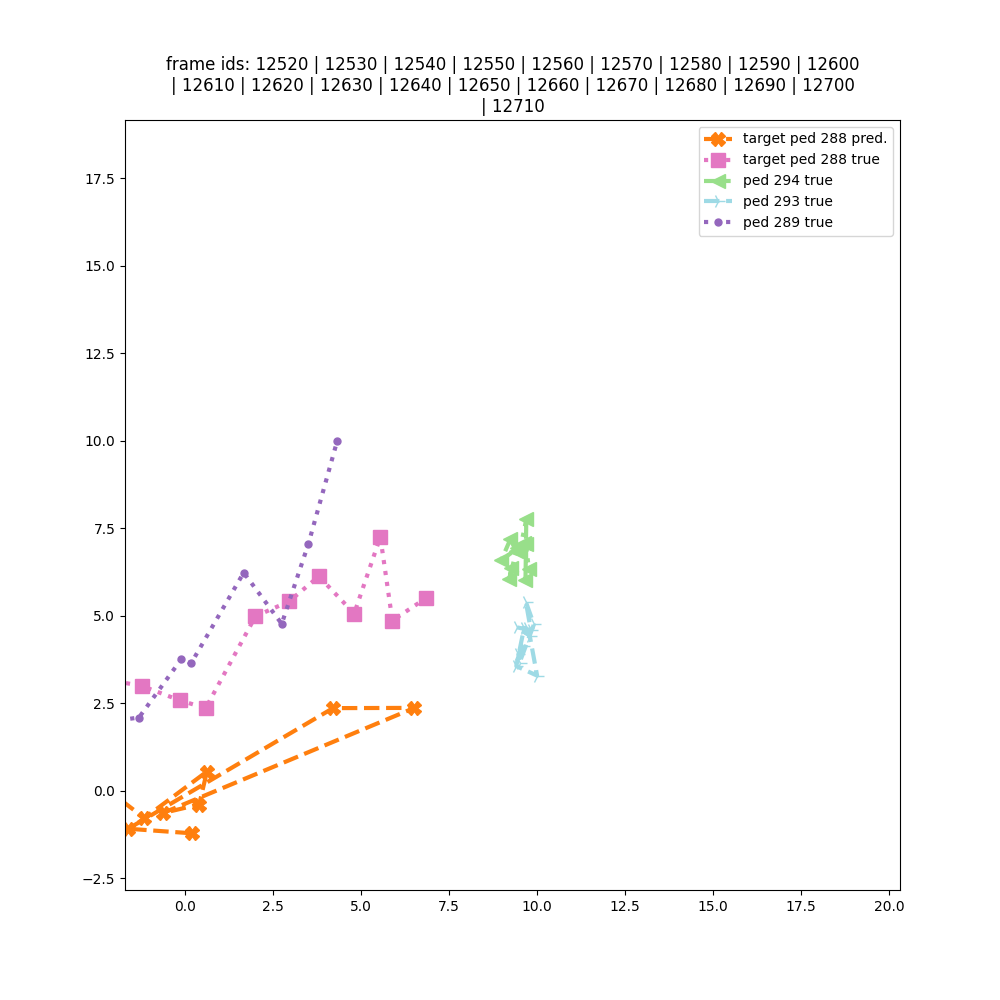 frame ids: 12520 | 12530 | 12540 | 12550 | 12560 | 12570 | 12580 | 12590 | 12600
| 12610 | 12620 | 12630 | 12640 | 12650 | 12660 | 12670 | 12680 | 12690 | 12700
| 12710
target ped 288 pred.
target ped 288 true
ped 294 true
ped 293 true
ped 289 true
17.5
15.0
12.5
10.0
7.5
5.0
2.5
0.0
−2.5
0.0 2.5 5.0 7.5 10.0 12.5 15.0 17.5 20.0